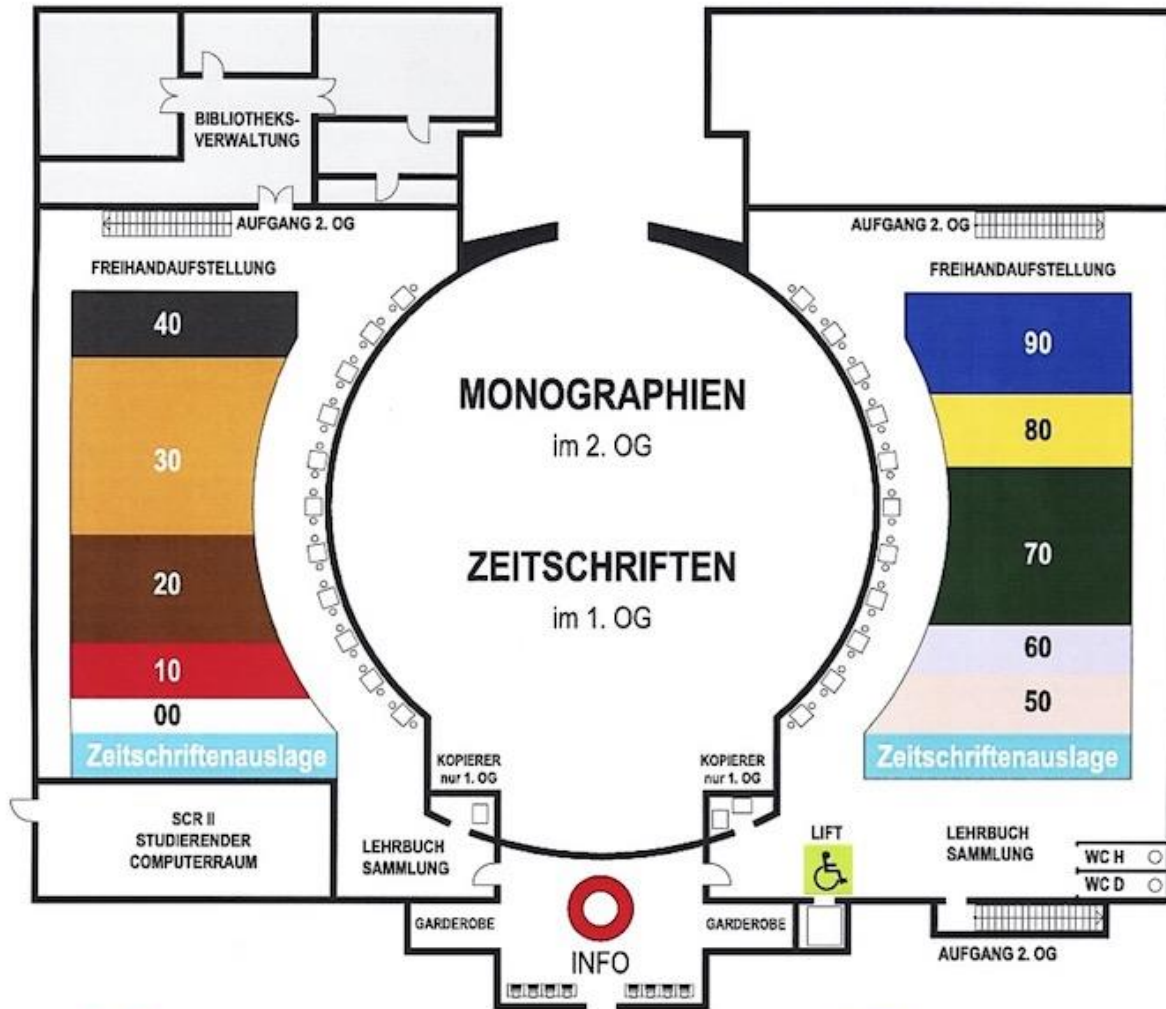 BIBLIOTHEKS-
VERWALTUNG
AUFGANG 2. OG
AUFGANG 2. OG
FREIHANDAUFSTELLUNG
FREIHANDAUFSTELLUNG
40
30
20
10
00
Zeitschriftenauslage
MONOGRAPHIEN
im 2. OG
ZEITSCHRIFTEN
im 1. OG
90
80
70
60
50
Zeitschriftenauslage
KOPIERER
nur 1. OG
KOPIERER
nur 1. OG
SCR II
STUDIERENDER
COMPUTERRAUM
LEHRBUCH
SAMMLUNG
LIFT
LEHRBUCH
SAMMLUNG
WC H
WC D
GARDEROBE
GARDEROBE
INFO
AUFGANG 2. OG